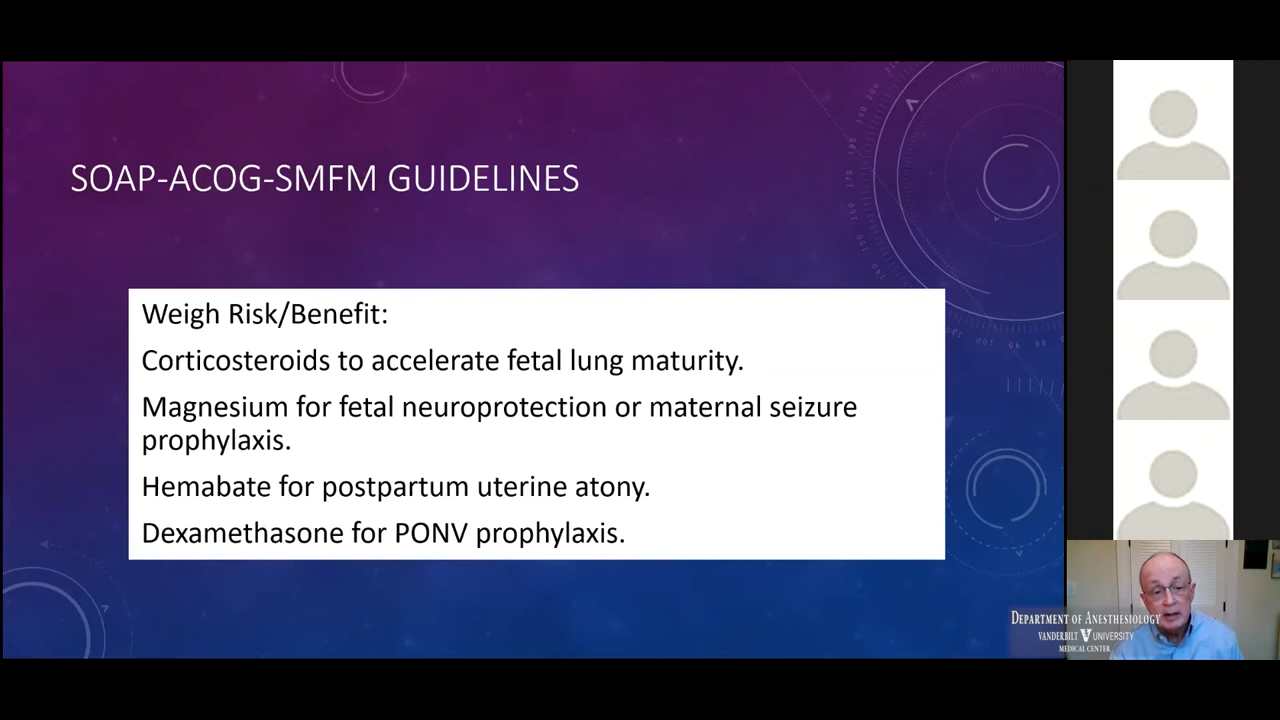 SOAP-ACOG-SMFM GUIDELINES
Weigh Risk/Benefit:
Corticosteroids to accelerate fetal lung maturity.
Magnesium for fetal neuroprotection or maternal seizure
prophylaxis.
Hemabate for postpartum uterine atony.
Dexamethasone for PONV prophylaxis.
DEPARTMENT OF ANESTHESIOLOGY
VANDERBILT V UNIVERSITY
MEDICAL CENTER